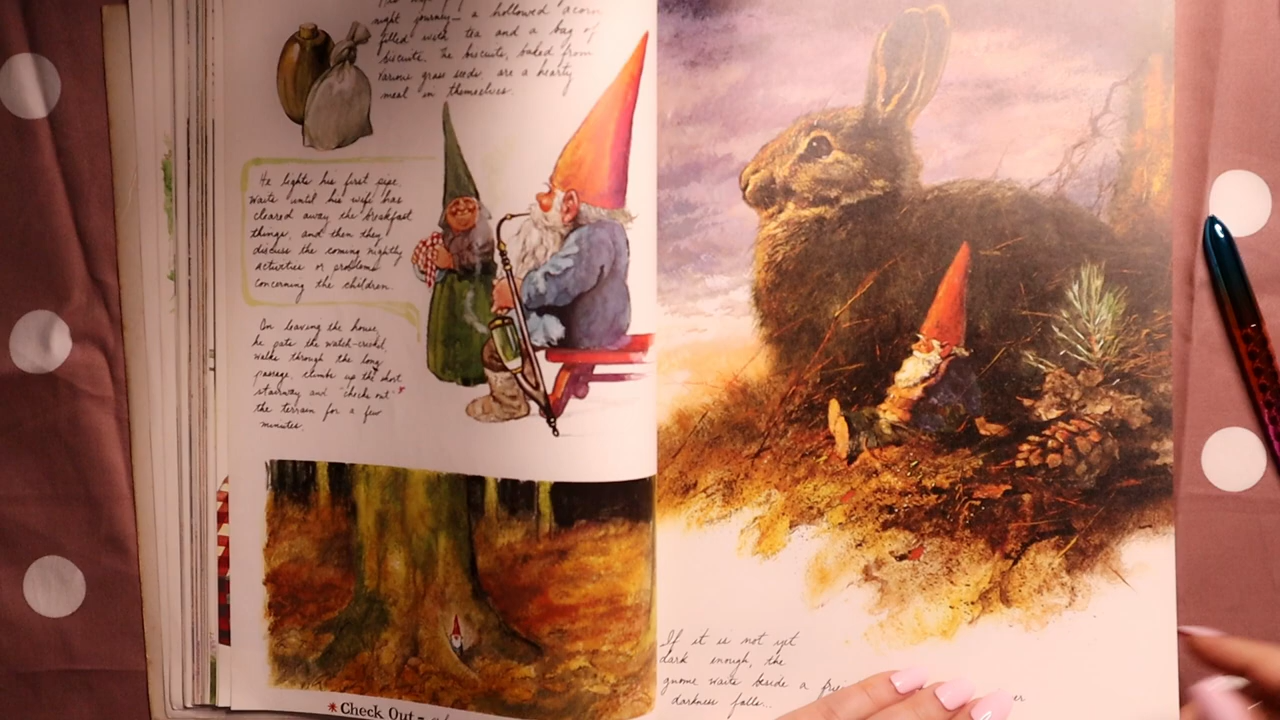 night journey— a hollowed acorn
filled with tea and a bag of
biscuits. The biscuits, baked from
various grass seeds, are a hearty
meal in themselves.
He lights his first pipe,
waits until his wife has
cleared away the breakfast
things, and then they
discuss the coming nightly
activities or problems
concerning the children.
On leaving the house,
he pats the watch-cricket,
walks through the long
passage, climbs up the short
stairway and "checks out"*
the terrain for a few
minutes.
*Check Out -
If it is not yet
dark enough, the
gnome waits beside a
darkness falls...